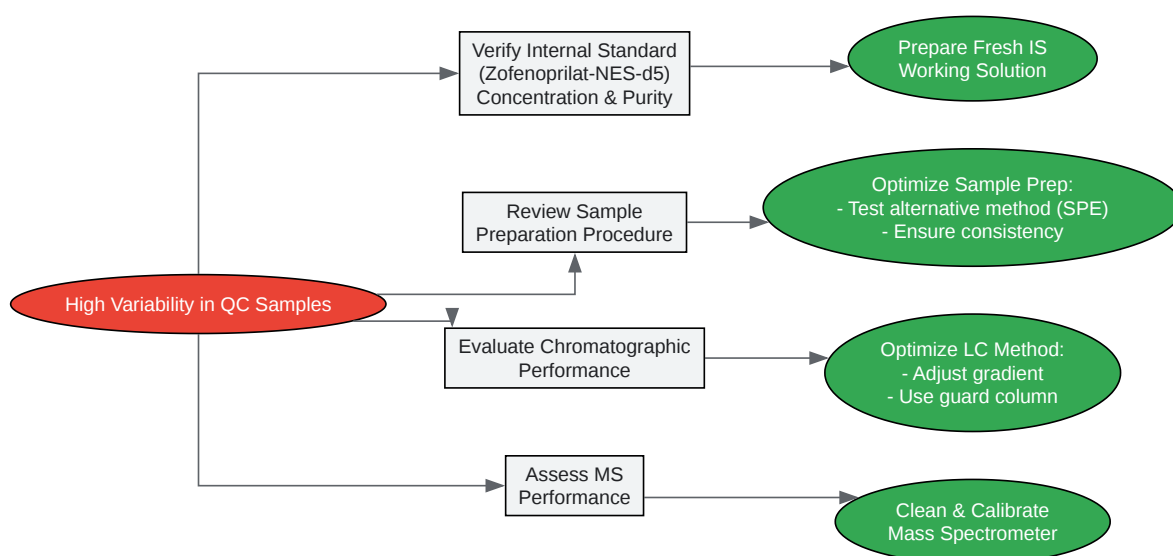 High Variability in QC Samples
Verify Internal Standard
(Zofenoprilat-NES-d5)
Concentration & Purity
Prepare Fresh IS
Working Solution
Review Sample
Preparation Procedure
Optimize Sample Prep:
- Test alternative method (SPE)
- Ensure consistency
Evaluate Chromatographic
Performance
Optimize LC Method:
- Adjust gradient
- Use guard column
Assess MS
Performance
Clean & Calibrate
Mass Spectrometer